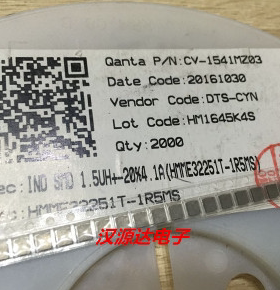 Qanta P/N:CV-1541MZ03
Date Code:20161030
Vendor Code:DTS-CYN
Lot Code:HM1645K4S
Qty:2000
ec:IND SMD 1.5UH+-20%4.1A(HMME32251T-1R5MS)
:HMME32251T-1R5MS
汉源达电子